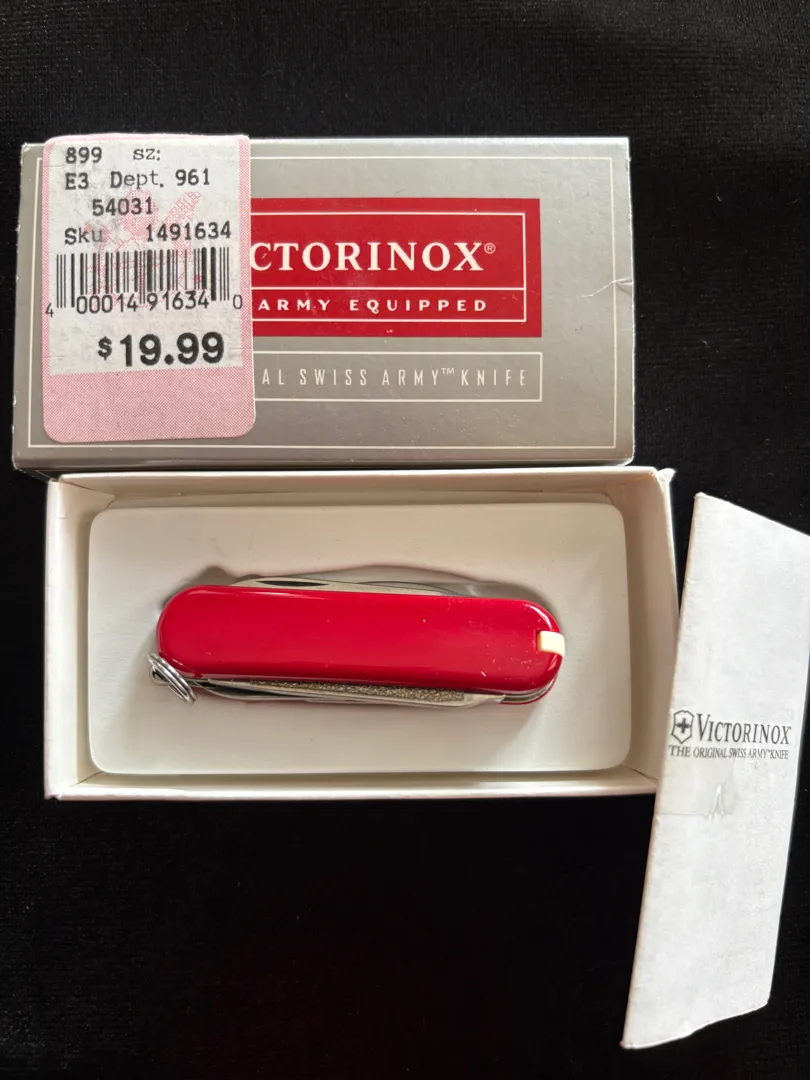 899 SZ:
E3 Dept. 961
54031
Sku 1491634
4 00014 91634 0
$19.99
CTORINOX®
ARMY EQUIPPED
AL SWISS ARMY™ KNIFE
VICTORINOX
THE ORIGINAL SWISS ARMY™ KNIFE